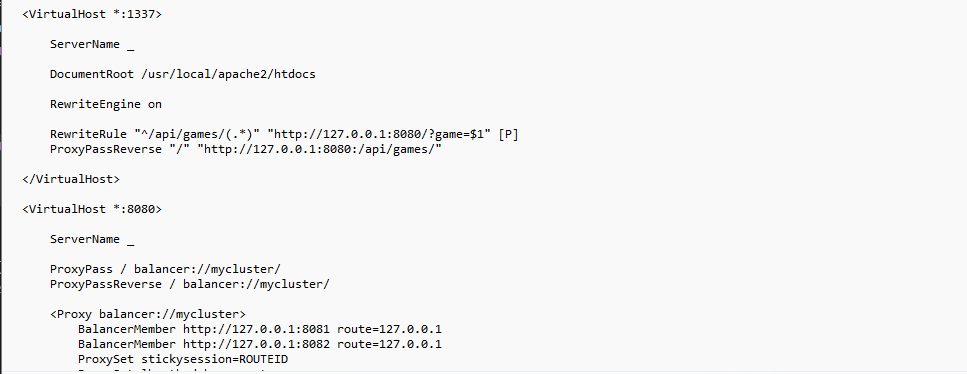 <VirtualHost *:1337>
ServerName _
DocumentRoot /usr/local/apache2/htdocs
RewriteEngine on
RewriteRule "^/api/games/(.*)" "http://127.0.0.1:8080/?game=$1" [P]
ProxyPassReverse "/" "http://127.0.0.1:8080:/api/games/"
</VirtualHost>
<VirtualHost *:8080>
ServerName _
ProxyPass / balancer://mycluster/
ProxyPassReverse / balancer://mycluster/
<Proxy balancer://mycluster>
BalancerMember http://127.0.0.1:8081 route=127.0.0.1
BalancerMember http://127.0.0.1:8082 route=127.0.0.1
ProxySet stickysession=ROUTEID